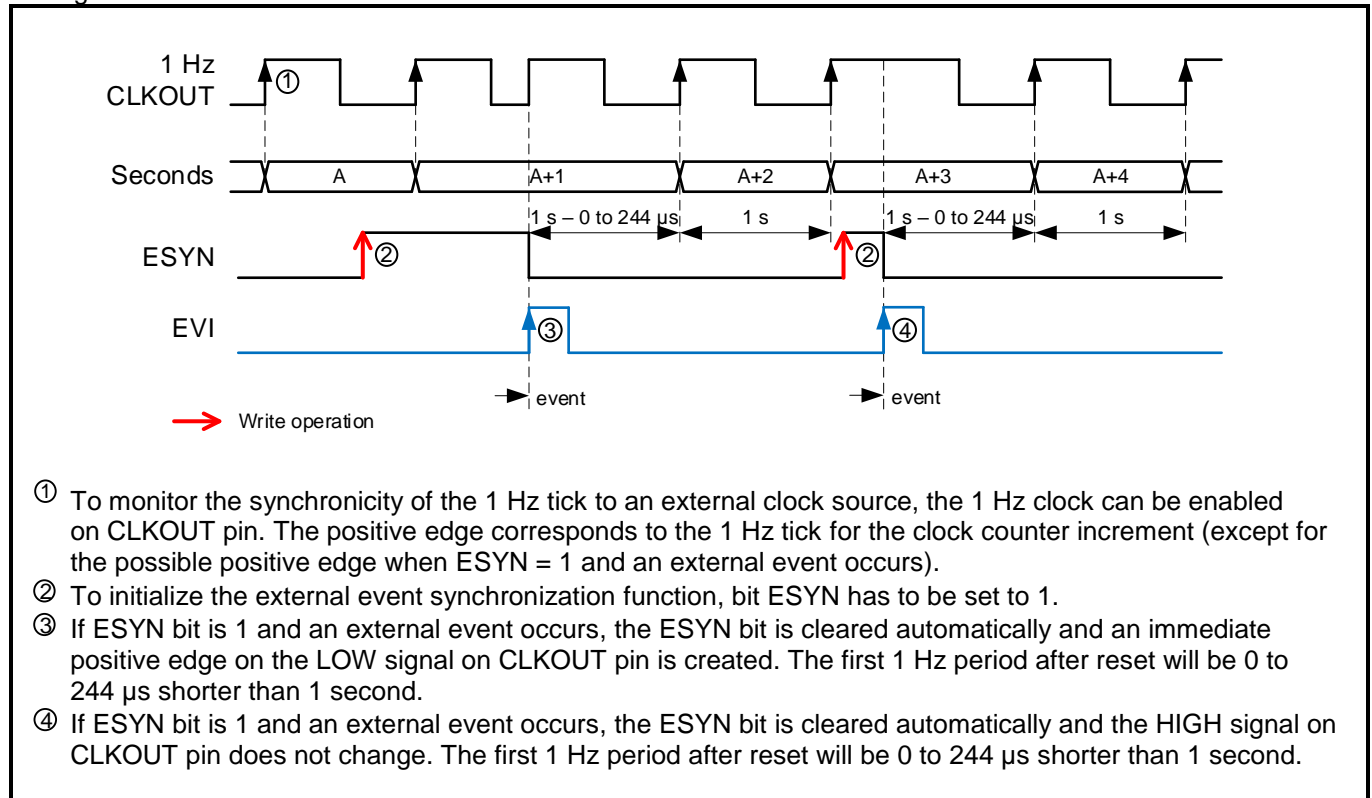 1 Hz
CLKOUT
①
Seconds
A
A+1
A+2
A+3
A+4
1 s – 0 to 244 µs
1 s
1 s – 0 to 244 µs
1 s
ESYN
②
②
EVI
③
④
event
event
Write operation
① To monitor the synchronicity of the 1 Hz tick to an external clock source, the 1 Hz clock can be enabled
on CLKOUT pin. The positive edge corresponds to the 1 Hz tick for the clock counter increment (except for
the possible positive edge when ESYN = 1 and an external event occurs).
② To initialize the external event synchronization function, bit ESYN has to be set to 1.
③ If ESYN bit is 1 and an external event occurs, the ESYN bit is cleared automatically and an immediate
positive edge on the LOW signal on CLKOUT pin is created. The first 1 Hz period after reset will be 0 to
244 µs shorter than 1 second.
④ If ESYN bit is 1 and an external event occurs, the ESYN bit is cleared automatically and the HIGH signal on
CLKOUT pin does not change. The first 1 Hz period after reset will be 0 to 244 µs shorter than 1 second.